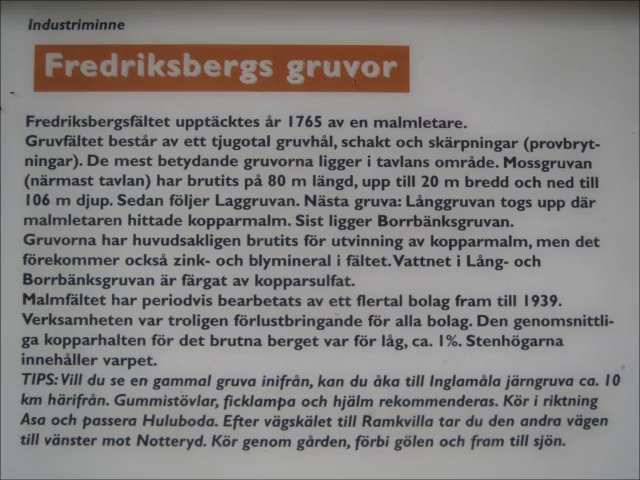 Industriminne
Fredriksbergs gruvor
Fredriksbergsfältet upptäcktes år 1765 av en malmletare.
Gruvfältet består av ett tjugotal gruvhål, schakt och skärpningar (provbryt-
ningar). De mest betydande gruvorna ligger i tavlans område. Mossgruvan
(närmast tavlan) har brutits på 80 m längd, upp till 20 m bredd och ned till
106 m djup. Sedan följer Laggruvan. Nästa gruva: Långgruvan togs upp där
malmletaren hittade kopparmalm. Sist ligger Borrbänksgruvan.
Gruvorna har huvudsakligen brutits för utvinning av kopparmalm, men det
förekommer också zink- och blymineral i fältet. Vattnet i Lång- och
Borrbänksgruvan är färgat av kopparsulfat.
Malmfältet har periodvis bearbetats av ett flertal bolag fram till 1939.
Verksamheten var troligen förlustbringande för alla bolag. Den genomsnittli-
ga kopparhalten för det brutna berget var för låg, ca. 1%. Stenhögarna
innehåller varpet.
TIPS: Vill du se en gammal gruva inifrån, kan du åka till Inglamåla järngruva ca. 10
km härifrån. Gummistövlar, ficklampa och hjälm rekommenderas. Kör i riktning
Asa och passera Huluboda. Efter vägskälet till Ramkvilla tar du den andra vägen
till vänster mot Notteryd. Kör genom gården, förbi gölen och fram till sjön.